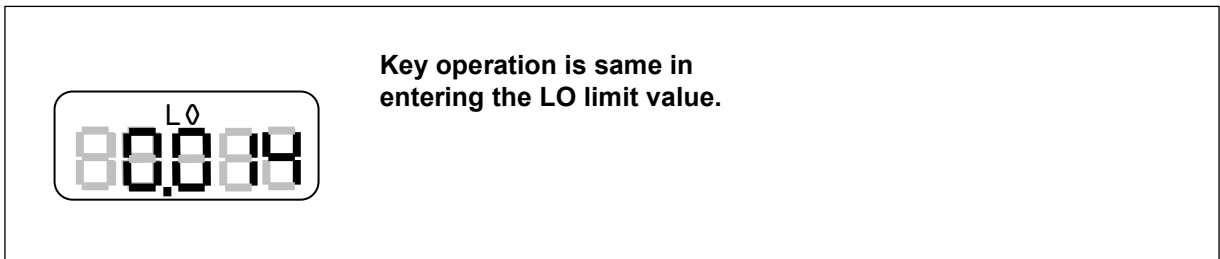 Key operation is same in
entering the LO limit value.
LO
0.014